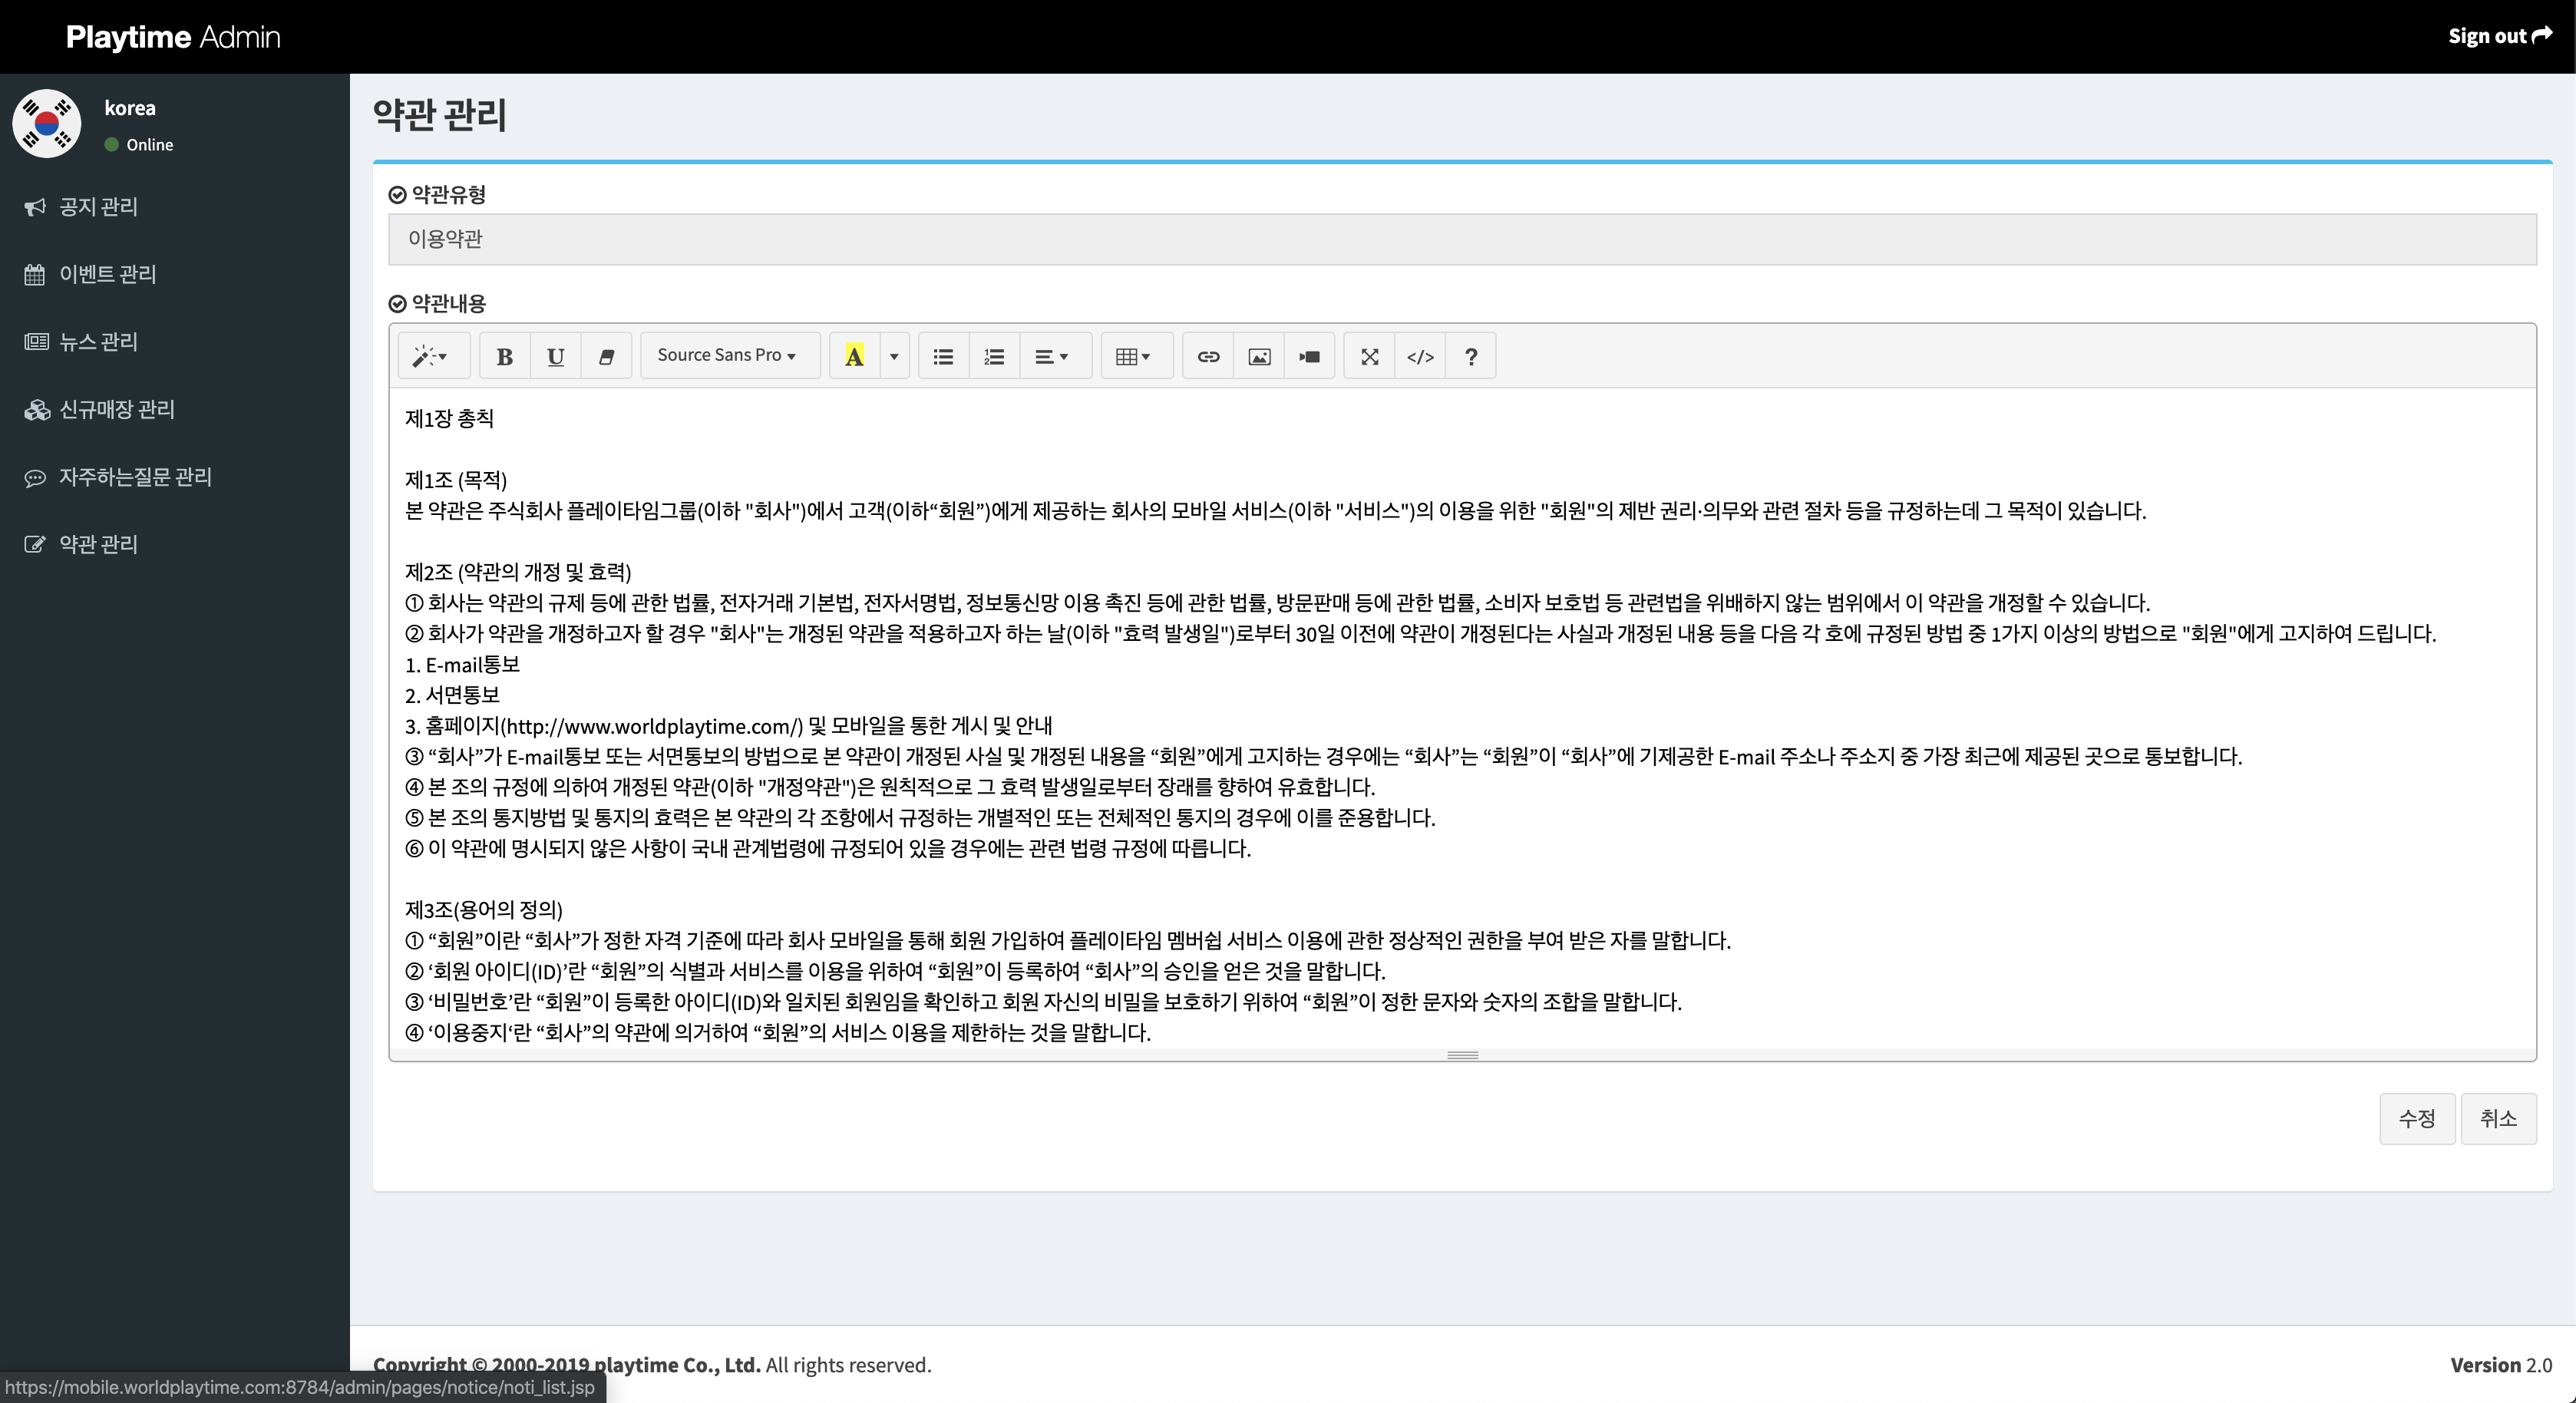 Playtime Admin
Sign out
korea
Online
공지 관리
이벤트 관리
뉴스 관리
신규매장 관리
자주하는질문 관리
약관 관리
약관 관리
약관유형
이용약관
약관내용
B U Source Sans Pro A </> ?
제1장 총칙
제1조 (목적)
본 약관은 주식회사 플레이타임그룹(이하 "회사")에서 고객(이하“회원”)에게 제공하는 회사의 모바일 서비스(이하 "서비스")의 이용을 위한 "회원"의 제반 권리·의무와 관련 절차 등을 규정하는데 그 목적이 있습니다.
제2조 (약관의 개정 및 효력)
① 회사는 약관의 규제 등에 관한 법률, 전자거래 기본법, 전자서명법, 정보통신망 이용 촉진 등에 관한 법률, 방문판매 등에 관한 법률, 소비자 보호법 등 관련법을 위배하지 않는 범위에서 이 약관을 개정할 수 있습니다.
② 회사가 약관을 개정하고자 할 경우 "회사"는 개정된 약관을 적용하고자 하는 날(이하 "효력 발생일")로부터 30일 이전에 약관이 개정된다는 사실과 개정된 내용 등을 다음 각 호에 규정된 방법 중 1가지 이상의 방법으로 "회원"에게 고지하여 드립니다.
1. E-mail통보
2. 서면통보
3. 홈페이지(http://www.worldplaytime.com/) 및 모바일을 통한 게시 및 안내
③ “회사”가 E-mail통보 또는 서면통보의 방법으로 본 약관이 개정된 사실 및 개정된 내용을 “회원”에게 고지하는 경우에는 “회사”는 “회원”이 “회사”에 기제공한 E-mail 주소나 주소지 중 가장 최근에 제공된 곳으로 통보합니다.
④ 본 조의 규정에 의하여 개정된 약관(이하 "개정약관")은 원칙적으로 그 효력 발생일로부터 장래를 향하여 유효합니다.
⑤ 본 조의 통지방법 및 통지의 효력은 본 약관의 각 조항에서 규정하는 개별적인 또는 전체적인 통지의 경우에 이를 준용합니다.
⑥ 이 약관에 명시되지 않은 사항이 국내 관계법령에 규정되어 있을 경우에는 관련 법령 규정에 따릅니다.
제3조(용어의 정의)
① “회원”이란 “회사”가 정한 자격 기준에 따라 회사 모바일을 통해 회원 가입하여 플레이타임 멤버쉽 서비스 이용에 관한 정상적인 권한을 부여 받은 자를 말합니다.
② ‘회원 아이디(ID)’란 “회원”의 식별과 서비스를 이용을 위하여 “회원”이 등록하여 “회사”의 승인을 얻은 것을 말합니다.
③ ‘비밀번호’란 “회원”이 등록한 아이디(ID)와 일치된 회원임을 확인하고 회원 자신의 비밀을 보호하기 위하여 “회원”이 정한 문자와 숫자의 조합을 말합니다.
④ ‘이용중지‘란 “회사”의 약관에 의거하여 “회원”의 서비스 이용을 제한하는 것을 말합니다.
수정 취소
Copyright © 2000-2019 playtime Co., Ltd. All rights reserved.
Version 2.0
https://mobile.worldplaytime.com:8784/admin/pages/notice/noti_list.jsp